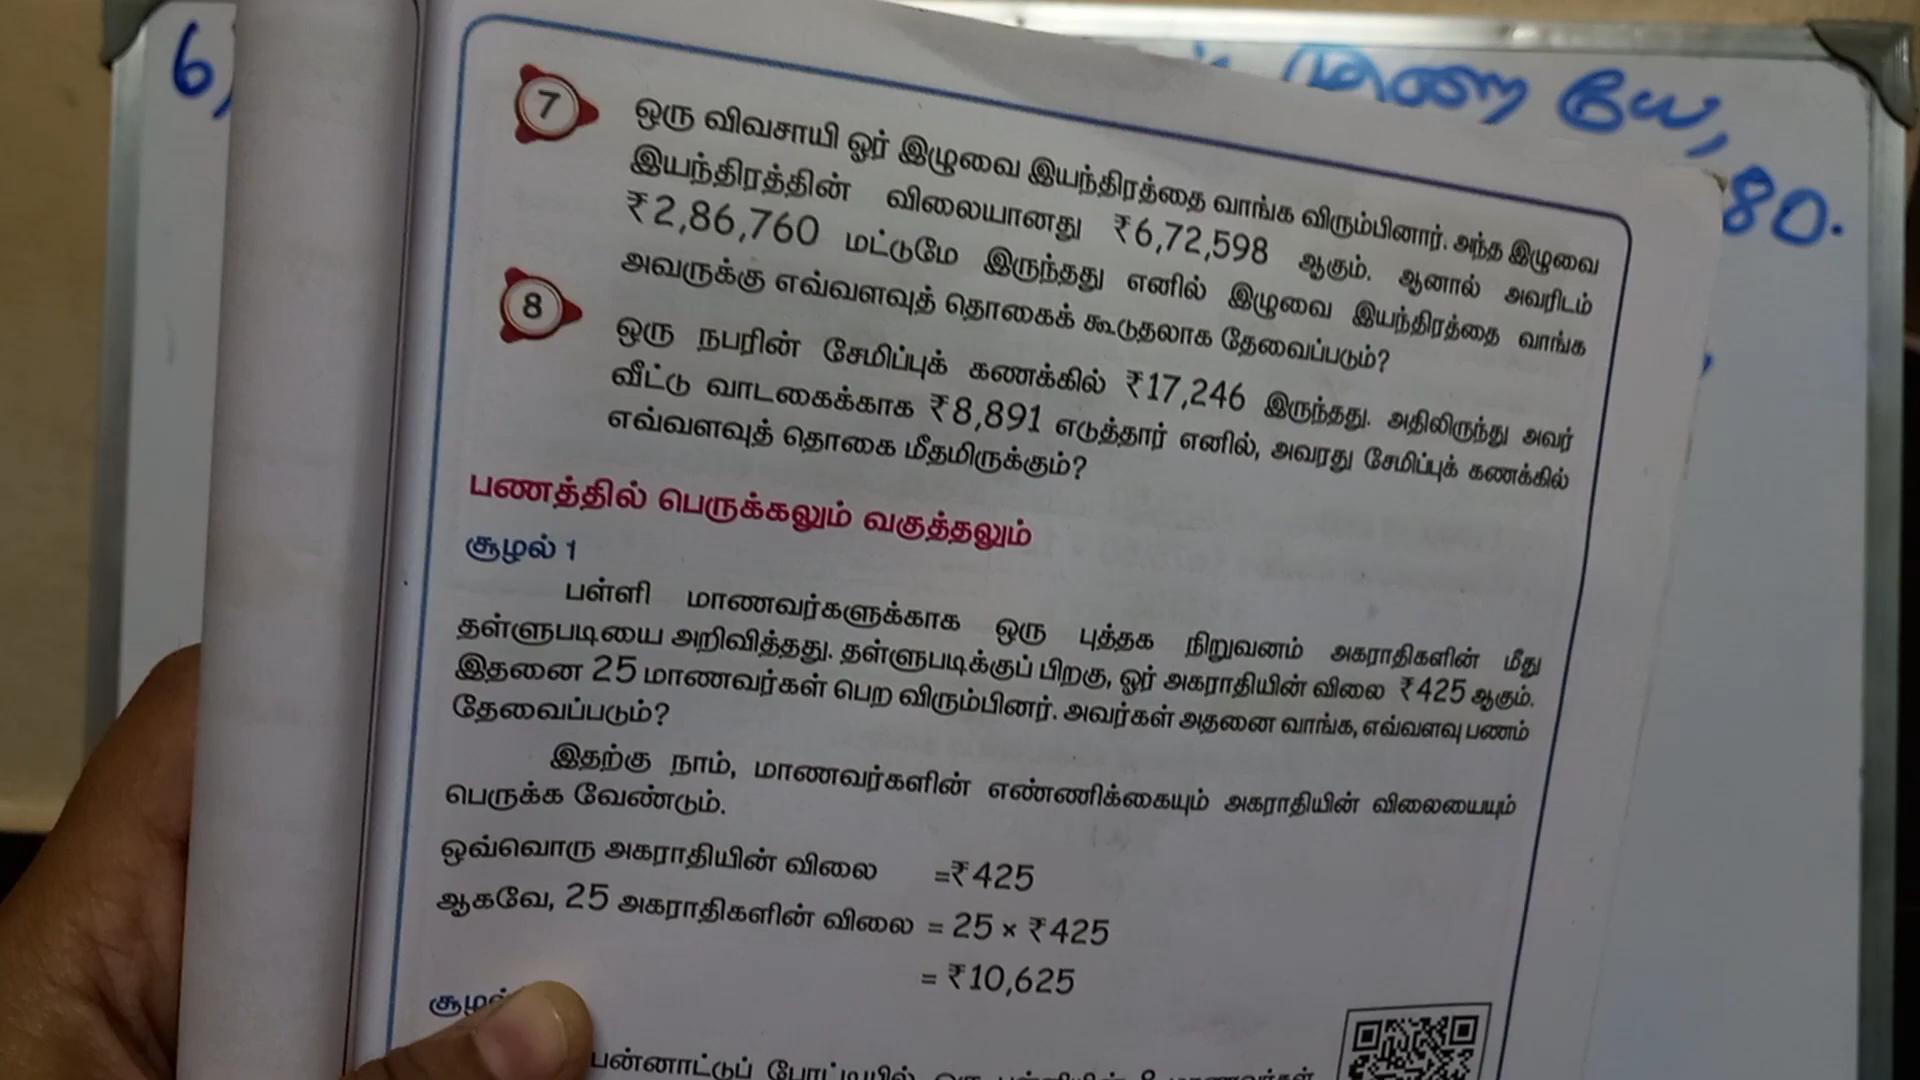 6)
80.
7
ஒரு விவசாயி ஓர் இழுவை இயந்திரத்தை வாங்க விரும்பினார். அந்த இழுவை
இயந்திரத்தின் விலையானது ₹6,72,598 ஆகும். ஆனால் அவரிடம்
₹2,86,760 மட்டுமே இருந்தது எனில் இழுவை இயந்திரத்தை வாங்க
அவருக்கு எவ்வளவுத் தொகைக் கூடுதலாக தேவைப்படும்?
8
ஒரு நபரின் சேமிப்புக் கணக்கில் ₹17,246 இருந்தது. அதிலிருந்து அவர்
வீட்டு வாடகைக்காக ₹8,891 எடுத்தார் எனில், அவரது சேமிப்புக் கணக்கில்
எவ்வளவுத் தொகை மீதமிருக்கும்?
பணத்தில் பெருக்கலும் வகுத்தலும்
சூழல் 1
பள்ளி மாணவர்களுக்காக ஒரு புத்தக நிறுவனம் அகராதிகளின் மீது
தள்ளுபடியை அறிவித்தது. தள்ளுபடிக்குப் பிறகு, ஓர் அகராதியின் விலை ₹425 ஆகும்.
இதனை 25 மாணவர்கள் பெற விரும்பினர். அவர்கள் அதனை வாங்க, எவ்வளவு பணம்
தேவைப்படும்?
இதற்கு நாம், மாணவர்களின் எண்ணிக்கையும் அகராதியின் விலையையும்
பெருக்க வேண்டும்.
ஒவ்வொரு அகராதியின் விலை =₹425
ஆகவே, 25 அகராதிகளின் விலை = 25 × ₹425
= ₹10,625
பன்னாட்டுப்